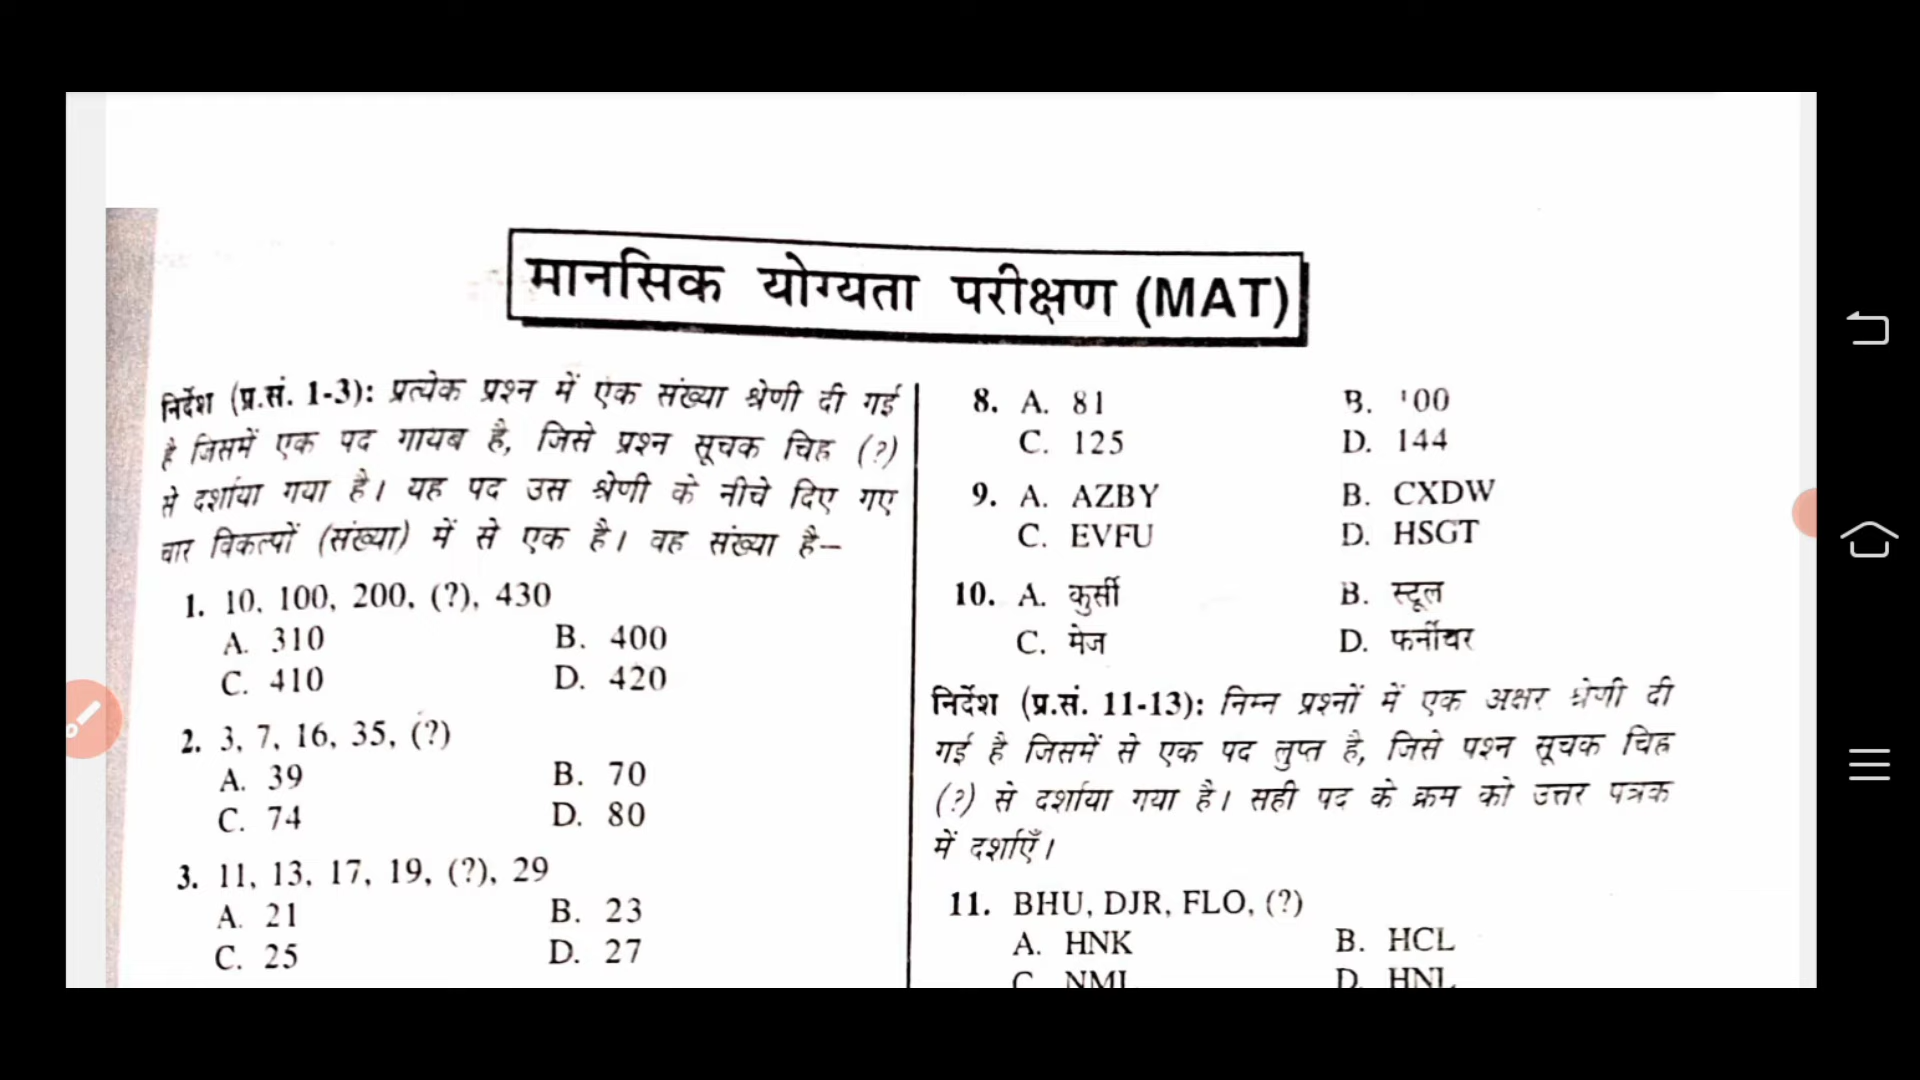 मानसिक योग्यता परीक्षण (MAT)
निर्देश (प्र.सं. 1-3): प्रत्येक प्रश्न में एक संख्या श्रेणी दी गई
है जिसमें एक पद गायब है, जिसे प्रश्न सूचक चिह्न (?)
से दर्शाया गया है। यह पद उस श्रेणी के नीचे दिए गए
चार विकल्पों (संख्या) में से एक है। वह संख्या है–
1. 10, 100, 200, (?), 430
A. 310 B. 400
C. 410 D. 420
2. 3, 7, 16, 35, (?)
A. 39 B. 70
C. 74 D. 80
3. 11, 13, 17, 19, (?), 29
A. 21 B. 23
C. 25 D. 27
8. A. 81 B. 100
C. 125 D. 144
9. A. AZBY B. CXDW
C. EVFU D. HSGT
10. A. कुर्सी B. स्टूल
C. मेज D. फर्नीचर
निर्देश (प्र.सं. 11-13): निम्न प्रश्नों में एक अक्षर श्रेणी दी
गई है जिसमें से एक पद लुप्त है, जिसे पश्न सूचक चिह्न
(?) से दर्शाया गया है। सही पद के क्रम को उत्तर पत्रक
में दर्शाएँ।
11. BHU, DJR, FLO, (?)
A. HNK B. HCL
C. NML D. HNL